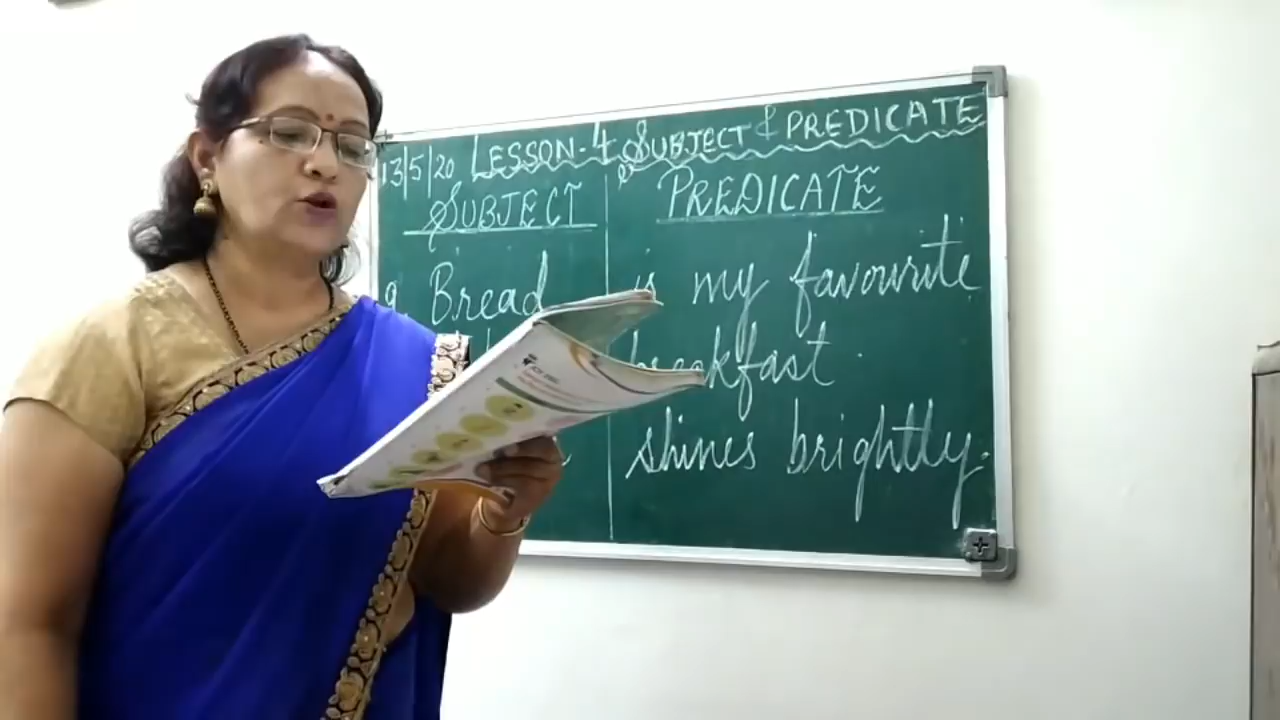 13/5/20 LESSON-4 SUBJECT & PREDICATE
SUBJECT PREDICATE
Bread is my favourite
breakfast.
shines brightly.